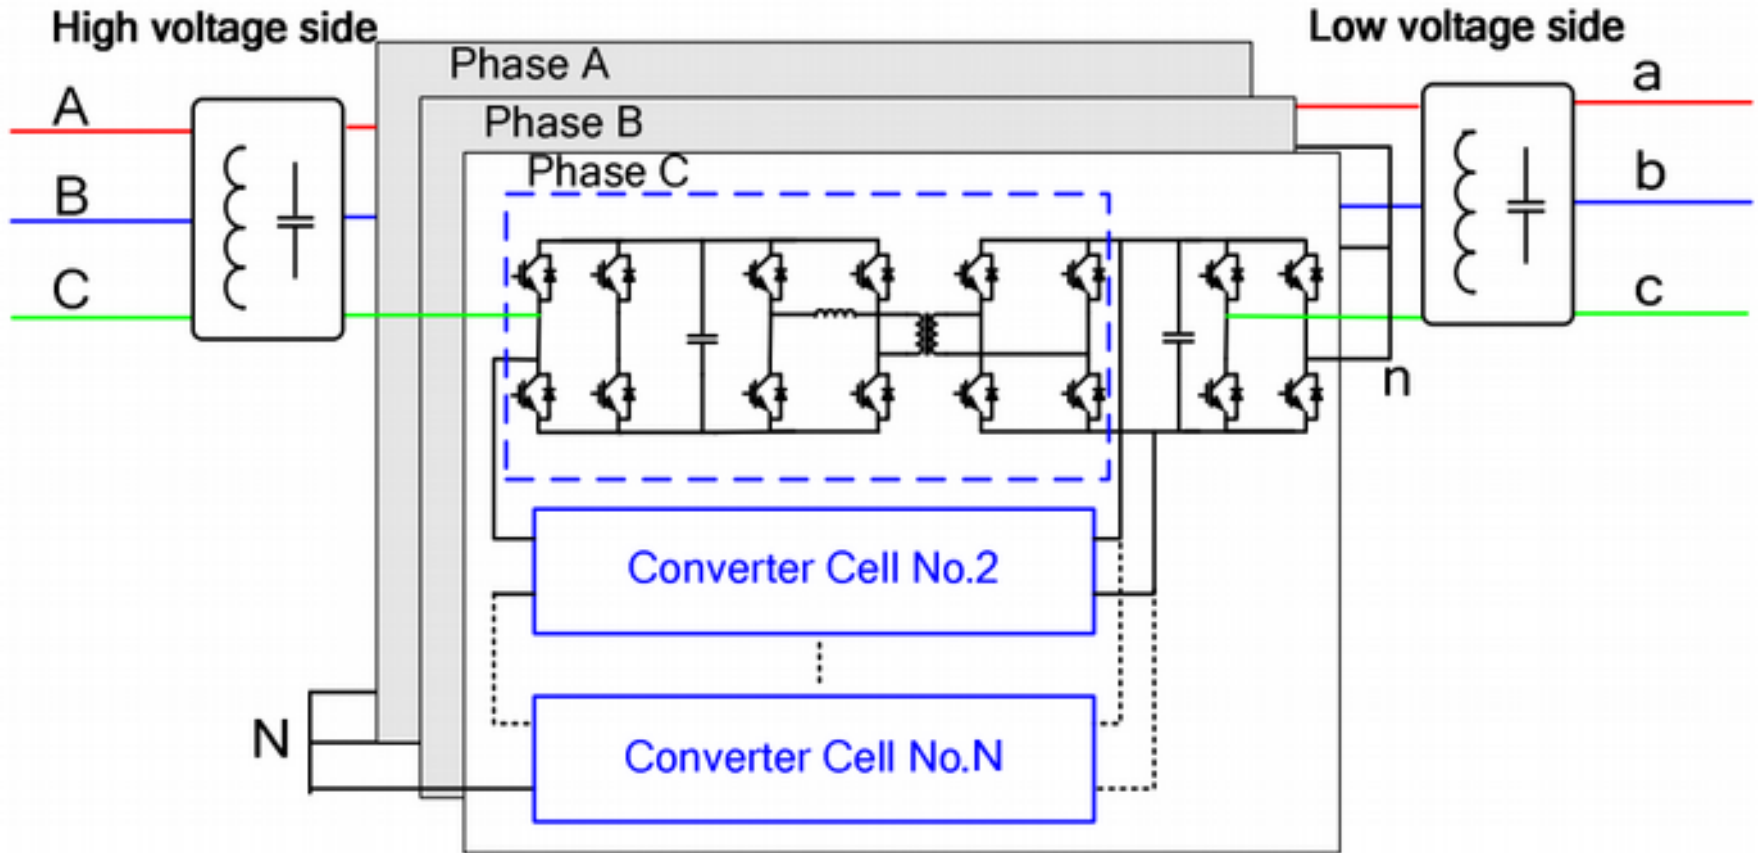 High voltage side
Low voltage side
Phase A
a
A
Phase B
Phase C
b
B
C
c
n
Converter Cell No.2
N
Converter Cell No.N